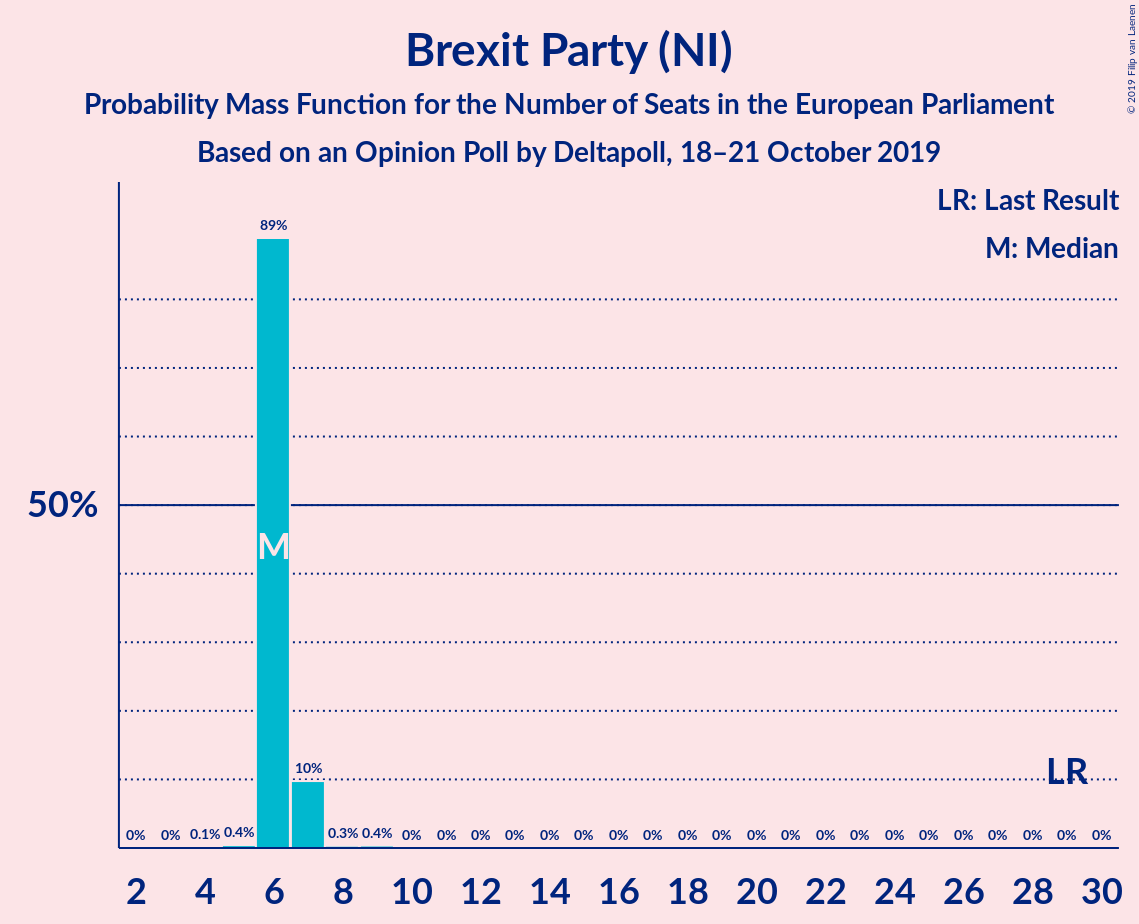 © 2019 Filip van Laenen
Brexit Party (NI)
Probability Mass Function for the Number of Seats in the European Parliament
Based on an Opinion Poll by Deltapoll, 18–21 October 2019
LR: Last Result
M: Median
89%
50%
M
10%
LR
0% 0% 0.1% 0.4% 0.3% 0.4% 0% 0% 0% 0% 0% 0% 0% 0% 0% 0% 0% 0% 0% 0% 0% 0% 0% 0% 0% 0% 0%
2 4 6 8 10 12 14 16 18 20 22 24 26 28 30